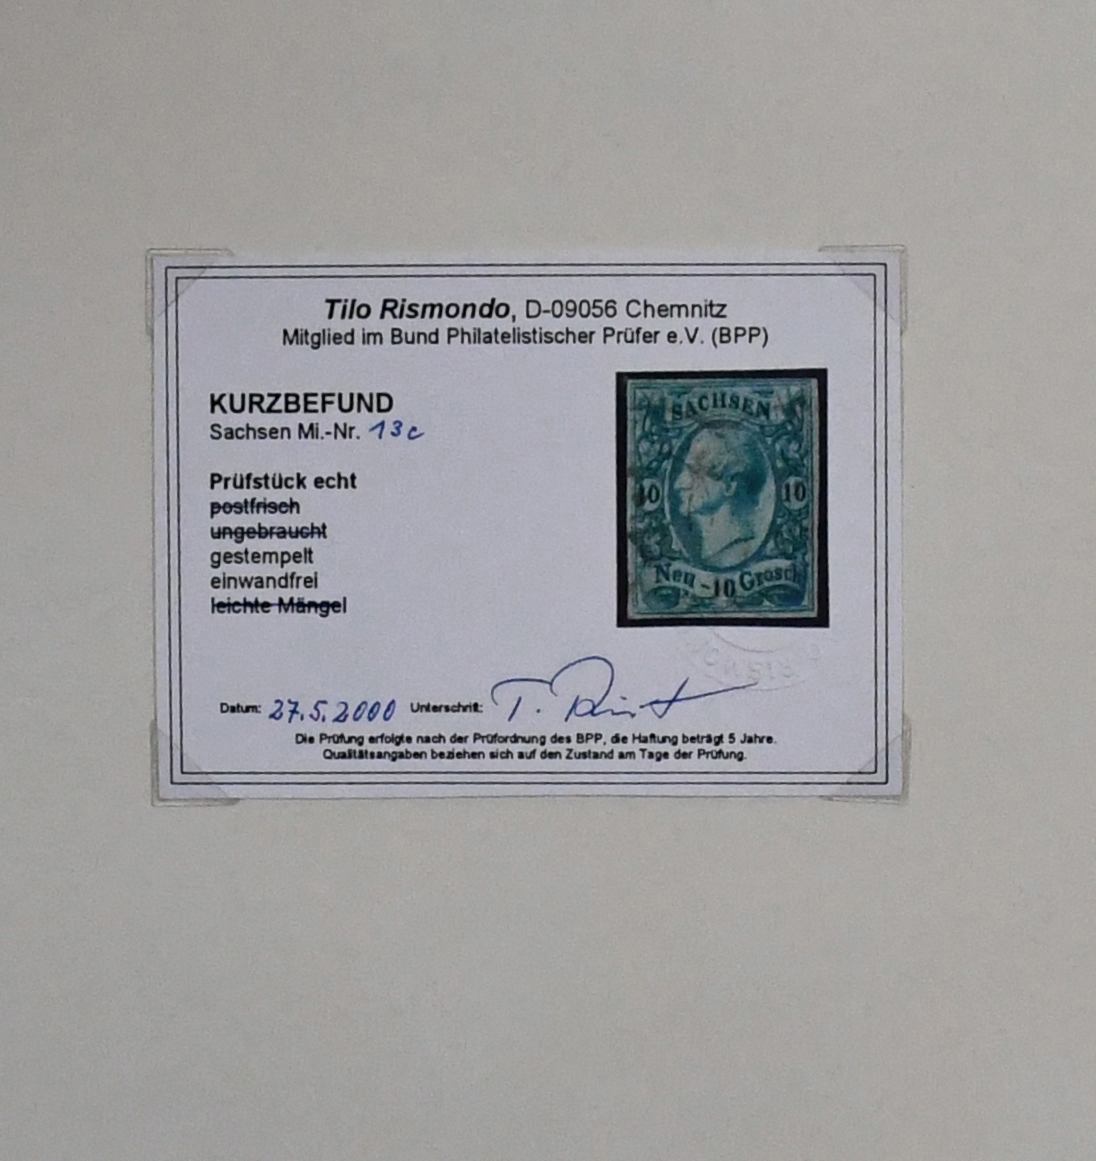 Tilo Rismondo, D-09056 Chemnitz
Mitglied im Bund Philatelistischer Prüfer e.V. (BPP)
KURZBEFUND
Sachsen Mi.-Nr. 13c
Prüfstück echt
postfrisch
ungebraucht
gestempelt
einwandfrei
leichte Mängel
SACHSEN
10 10
Neu-10 Grosch
Datum: 27.5.2000 Unterschrift:
Die Prüfung erfolgte nach der Prüfordnung des BPP, die Haftung beträgt 5 Jahre.
Qualitätsangaben beziehen sich auf den Zustand am Tage der Prüfung.